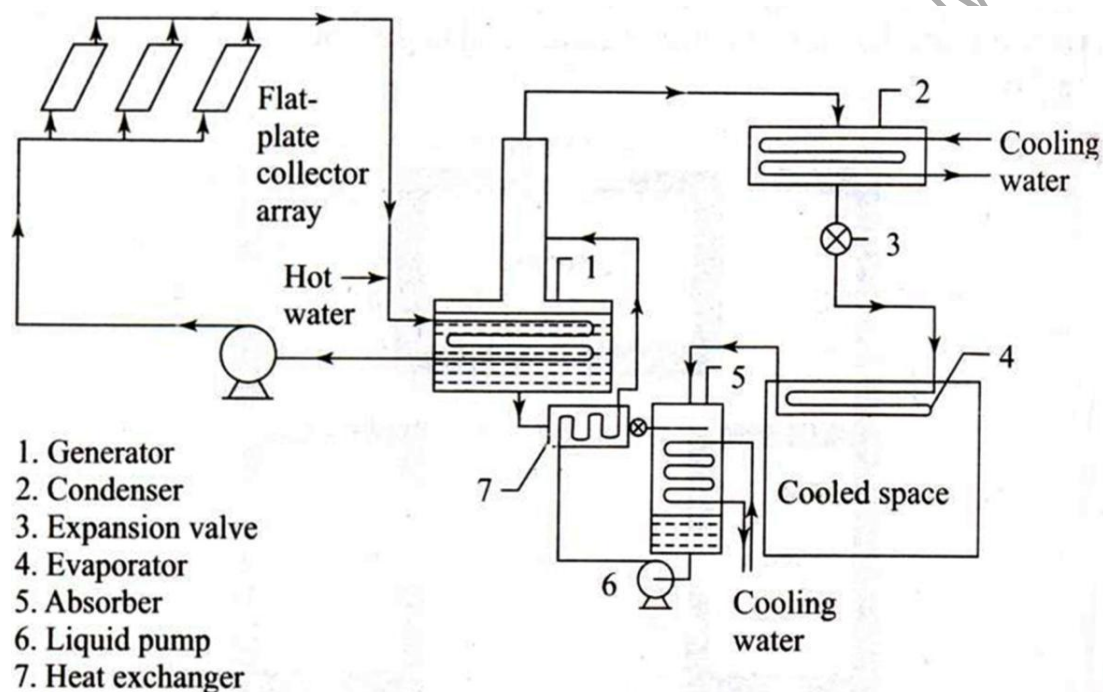 Flat-
plate
collector
array
Hot
water
1
2
Cooling
water
3
4
5
Cooled space
7
6
Cooling
water
1. Generator
2. Condenser
3. Expansion valve
4. Evaporator
5. Absorber
6. Liquid pump
7. Heat exchanger